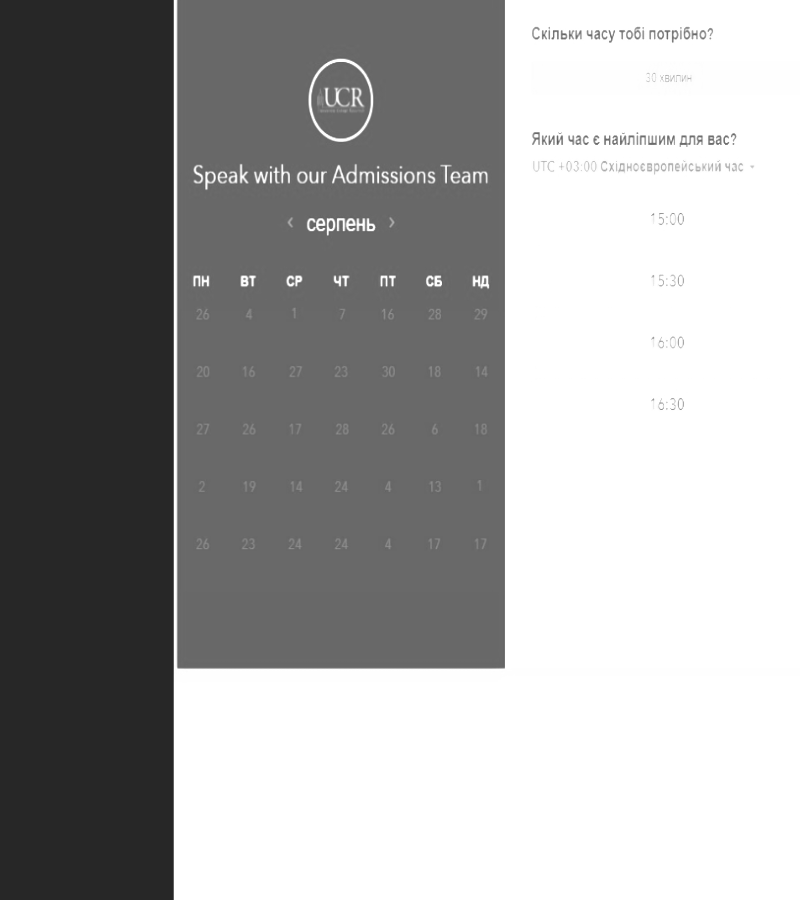 UCR
Speak with our Admissions Team
‹ серпень ›
ПН ВТ СР ЧТ ПТ СБ НД
26 4 1 7 16 28 29
20 16 27 23 30 18 14
27 26 17 28 26 6 18
2 19 14 24 4 13 1
26 23 24 24 4 17 17
Скільки часу тобі потрібно?
30 хвилин
Який час є найліпшим для вас?
UTC +03:00 Східноєвропейський час
15:00
15:30
16:00
16:30